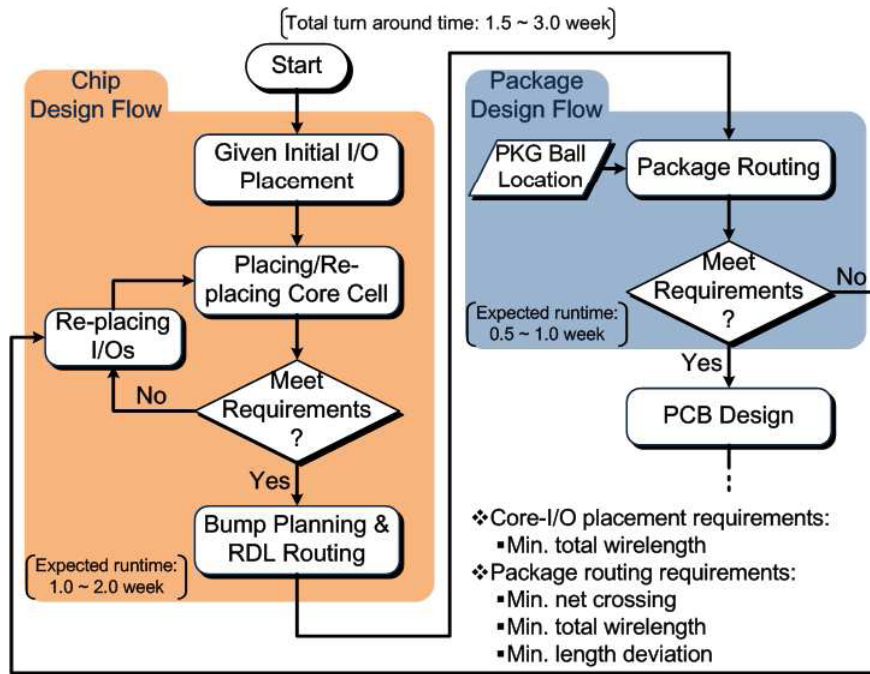 Total turn around time: 1.5 ~ 3.0 week
Start
Chip
Design Flow
Given Initial I/O
Placement
Placing/Re-
placing Core Cell
Re-placing
I/Os
Meet
Requirements
?
No
Yes
Bump Planning &
RDL Routing
Expected runtime:
1.0 ~ 2.0 week
Package
Design Flow
PKG Ball
Location
Package Routing
Meet
Requirements
?
No
Expected runtime:
0.5 ~ 1.0 week
Yes
PCB Design
❖Core-I/O placement requirements:
▪Min. total wirelength
❖Package routing requirements:
▪Min. net crossing
▪Min. total wirelength
▪Min. length deviation